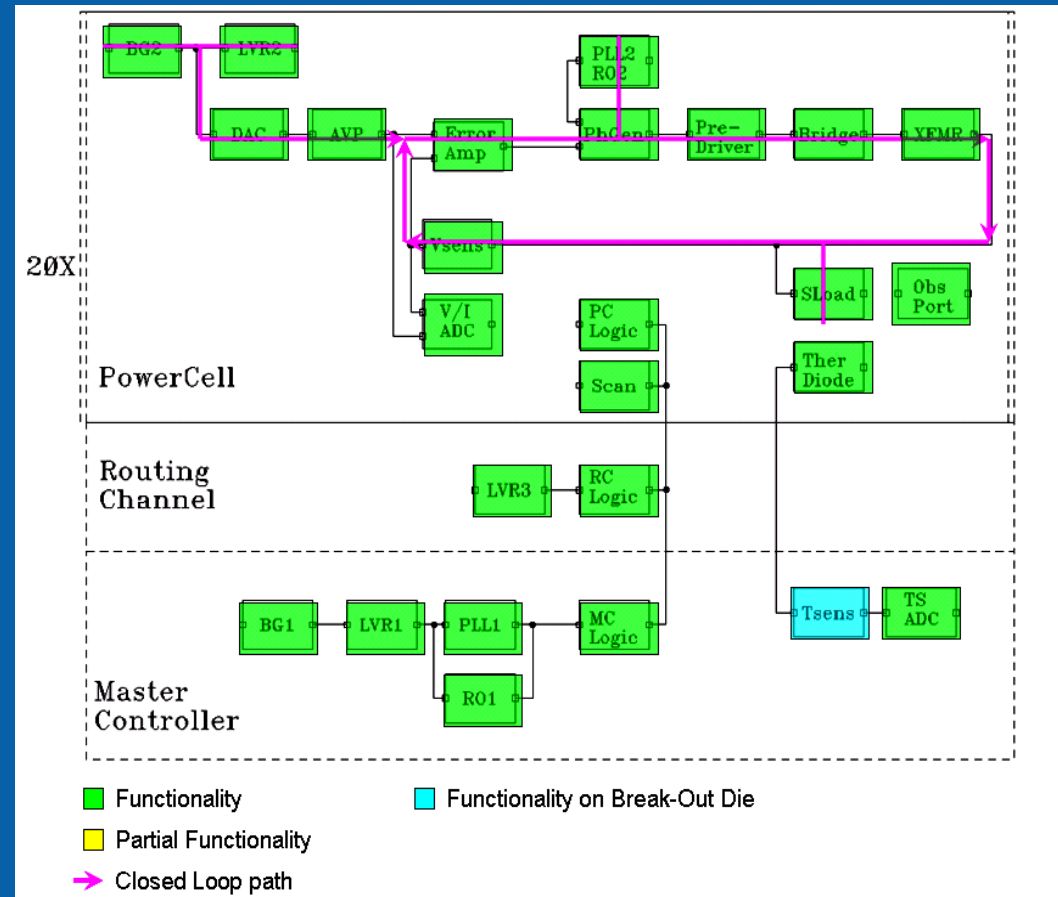 BG2
LVR2
PLL2
RO2
DAC
AVP
Error
Amp
PhGen
Pre-
Driver
Bridge
XFMR
Vsens
20X
SLoad
Obs
Port
V/I
ADC
PC
Logic
Ther
Diode
PowerCell
Scan
Routing
Channel
LVR3
RC
Logic
BG1
LVR1
PLL1
MC
Logic
Tsens
TS
ADC
Master
Controller
RO1
Functionality
Functionality on Break-Out Die
Partial Functionality
Closed Loop path